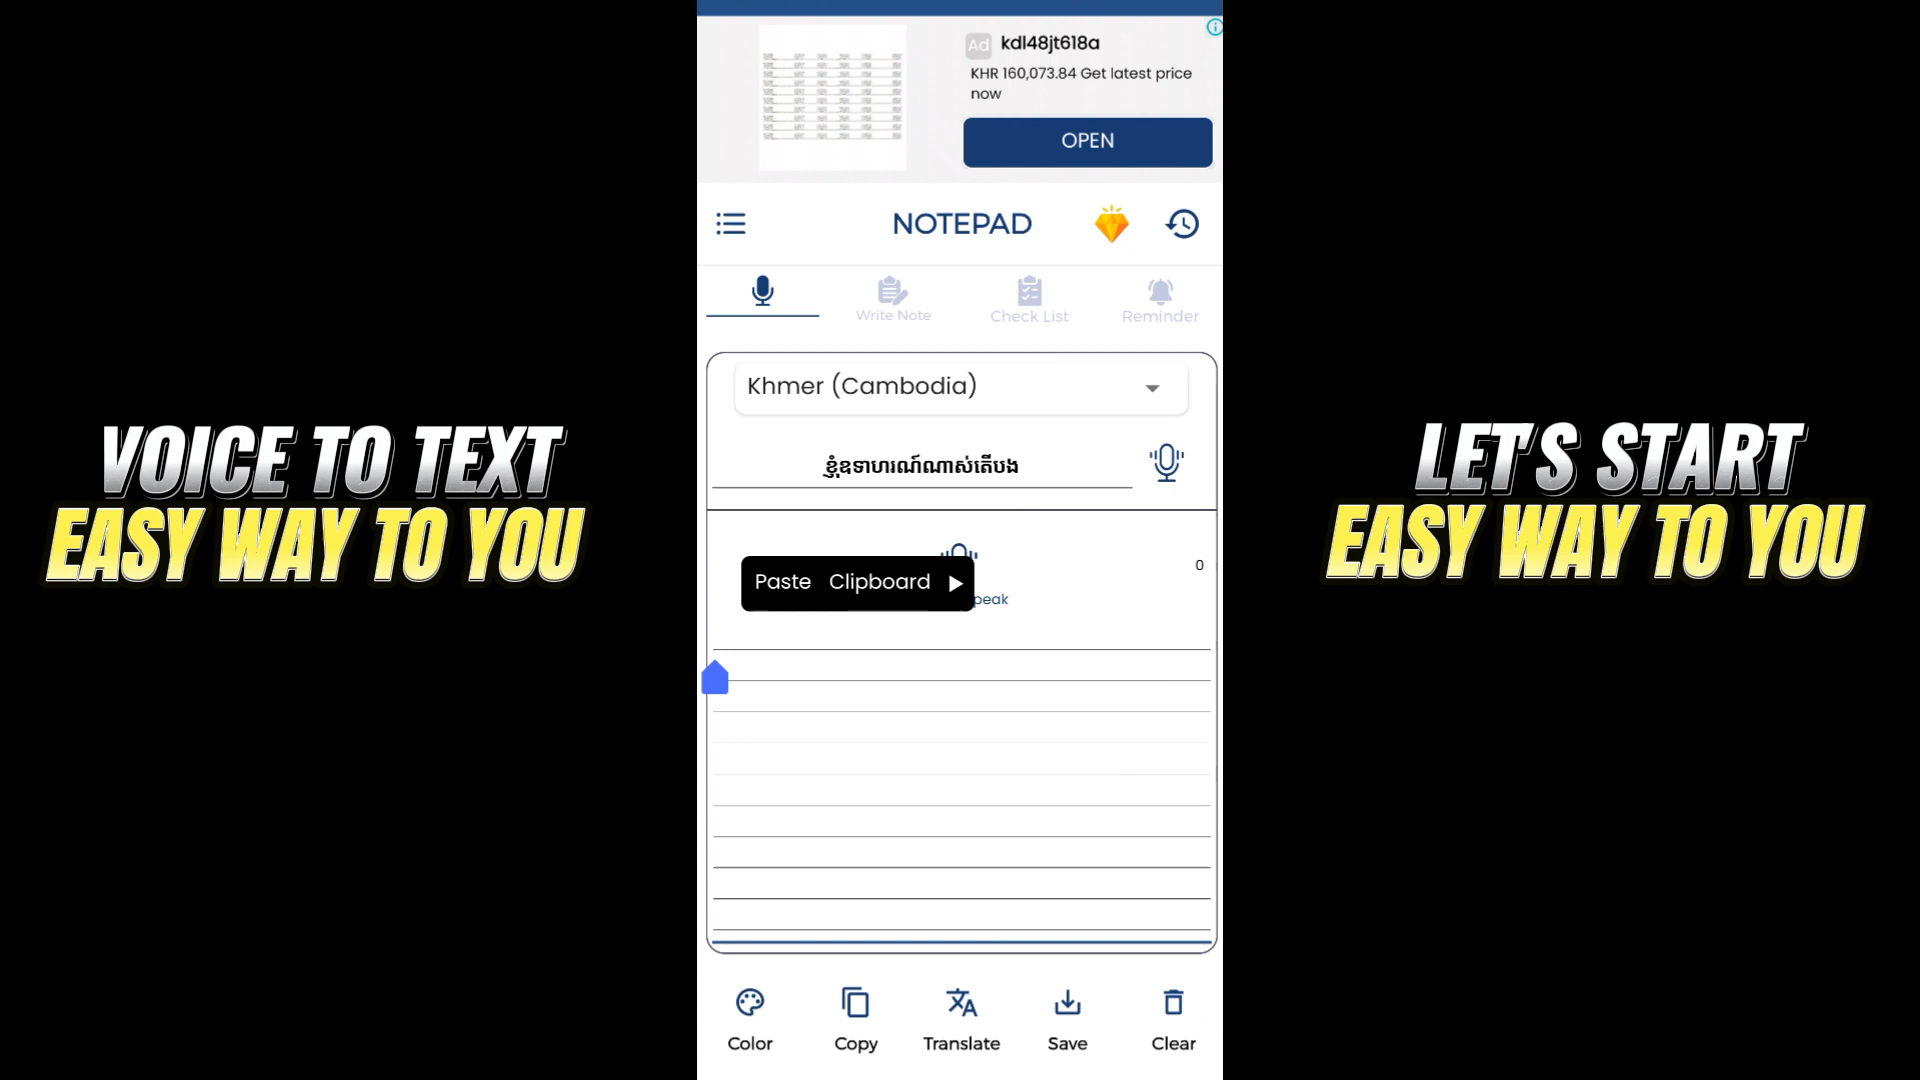 Ad kdl48jt618a
KHR 160,073.84 Get latest price
now
OPEN
NOTEPAD
Write Note
Check List
Reminder
Khmer (Cambodia)
VOICE TO TEXT
EASY WAY TO YOU
ខ្ញុំឧទាហរណ៍ណាស់តើបង
LET'S START
EASY WAY TO YOU
0
Paste Clipboard
peak
Color
Copy
Translate
Save
Clear